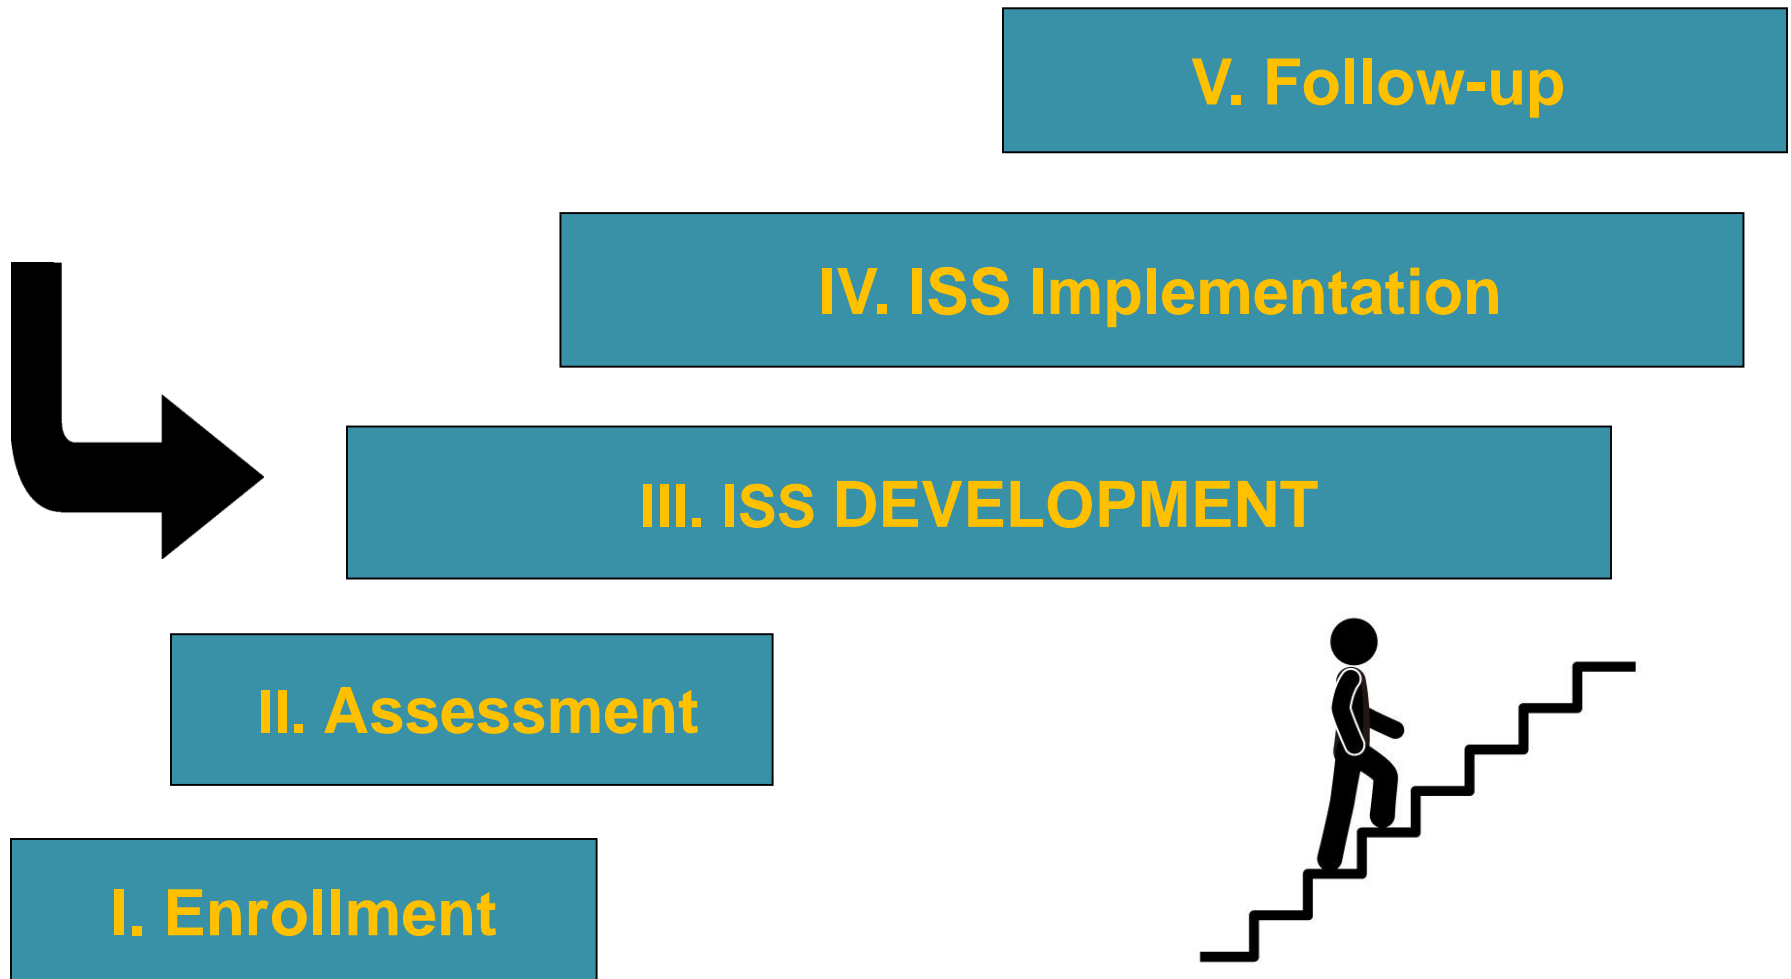 V. Follow-up
IV. ISS Implementation
III. ISS DEVELOPMENT
II. Assessment
I. Enrollment